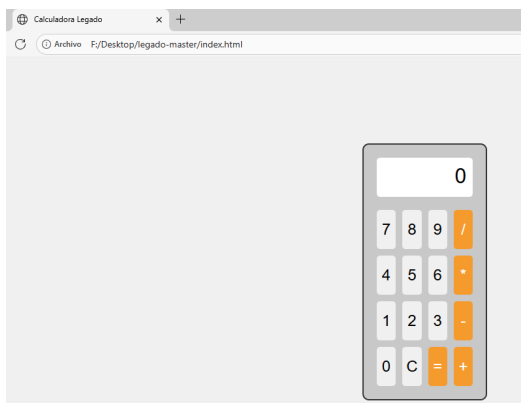 Calculadora Legado
Archivo F:/Desktop/legado-master/index.html
0
7 8 9 /
4 5 6 *
1 2 3 -
0 C = +